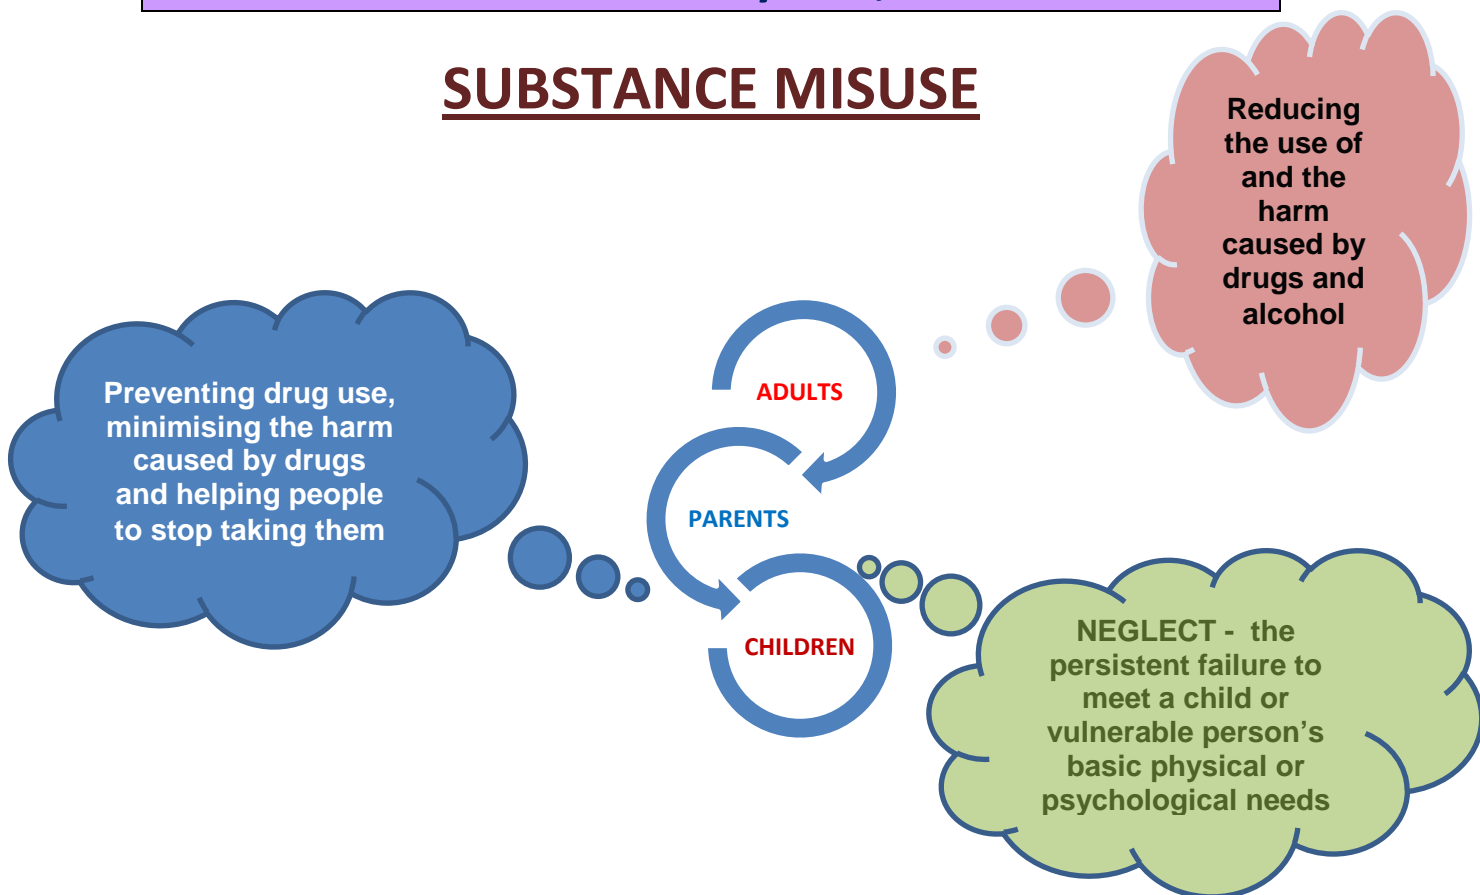 SUBSTANCE MISUSE
Reducing
the use of
and the
harm
caused by
drugs and
alcohol
Preventing drug use,
minimising the harm
caused by drugs
and helping people
to stop taking them
ADULTS
PARENTS
CHILDREN
NEGLECT - the
persistent failure to
meet a child or
vulnerable person’s
basic physical or
psychological needs